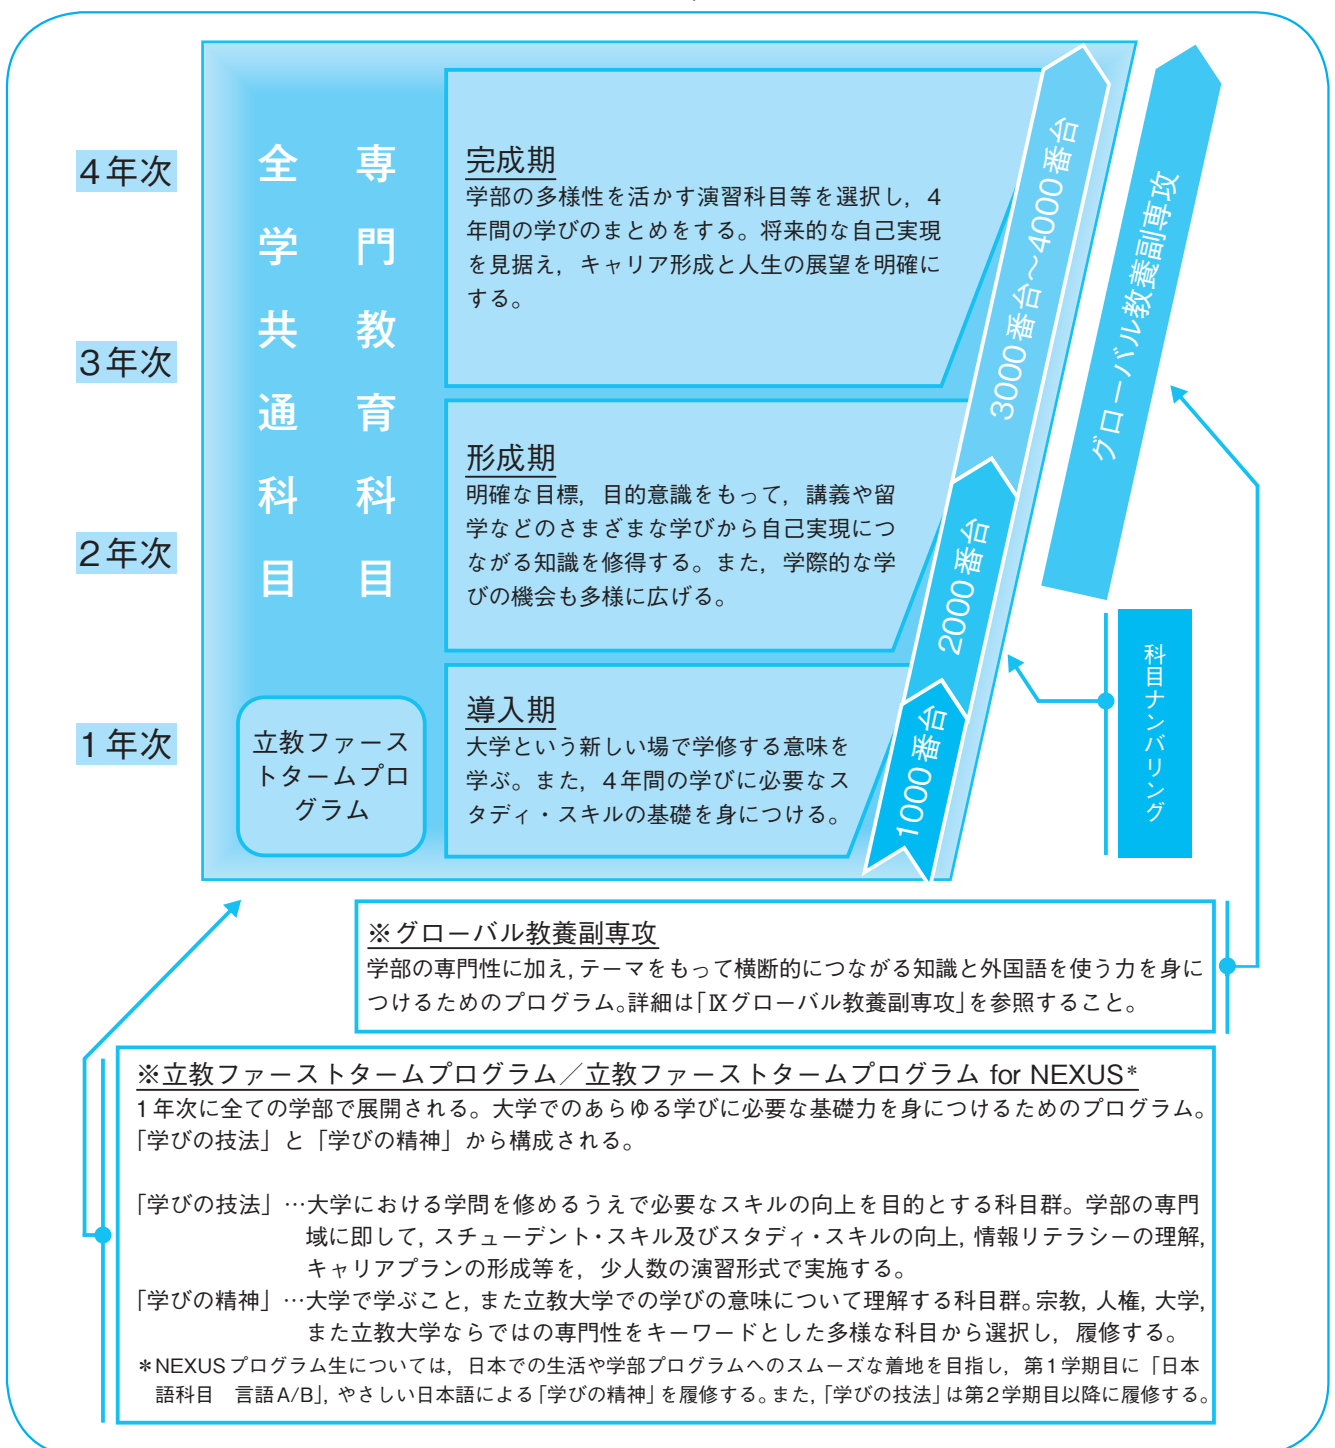 4年次
3年次
2年次
1年次
全学共通科目
専門教育科目
立教ファース
トタームプロ
グラム
完成期
学部の多様性を活かす演習科目等を選択し，4
年間の学びのまとめをする。将来的な自己実現
を見据え，キャリア形成と人生の展望を明確に
する。
形成期
明確な目標，目的意識をもって，講義や留
学などのさまざまな学びから自己実現につ
ながる知識を修得する。また，学際的な学
びの機会も多様に広げる。
導入期
大学という新しい場で学修する意味を
学ぶ。また，4年間の学びに必要なス
タディ・スキルの基礎を身につける。
3000番台～4000番台
2000番台
1000番台
グローバル教養副専攻
科目ナンバリング
※グローバル教養副専攻
学部の専門性に加え，テーマをもって横断的につながる知識と外国語を使う力を身に
つけるためのプログラム。詳細は「Ⅸグローバル教養副専攻」を参照すること。
※立教ファーストタームプログラム／立教ファーストタームプログラム for NEXUS*
1年次に全ての学部で展開される。大学でのあらゆる学びに必要な基礎力を身につけるためのプログラム。
「学びの技法」と「学びの精神」から構成される。
「学びの技法」…大学における学問を修めるうえで必要なスキルの向上を目的とする科目群。学部の専門
域に即して，スチューデント・スキル及びスタディ・スキルの向上，情報リテラシーの理解，
キャリアプランの形成等を，少人数の演習形式で実施する。
「学びの精神」…大学で学ぶこと，また立教大学での学びの意味について理解する科目群。宗教，人権，大学，
また立教大学ならではの専門性をキーワードとした多様な科目から選択し，履修する。
＊NEXUSプログラム生については，日本での生活や学部プログラムへのスムーズな着地を目指し，第1学期目に「日本
語科目　言語A/B」，やさしい日本語による「学びの精神」を履修する。また，「学びの技法」は第2学期目以降に履修する。